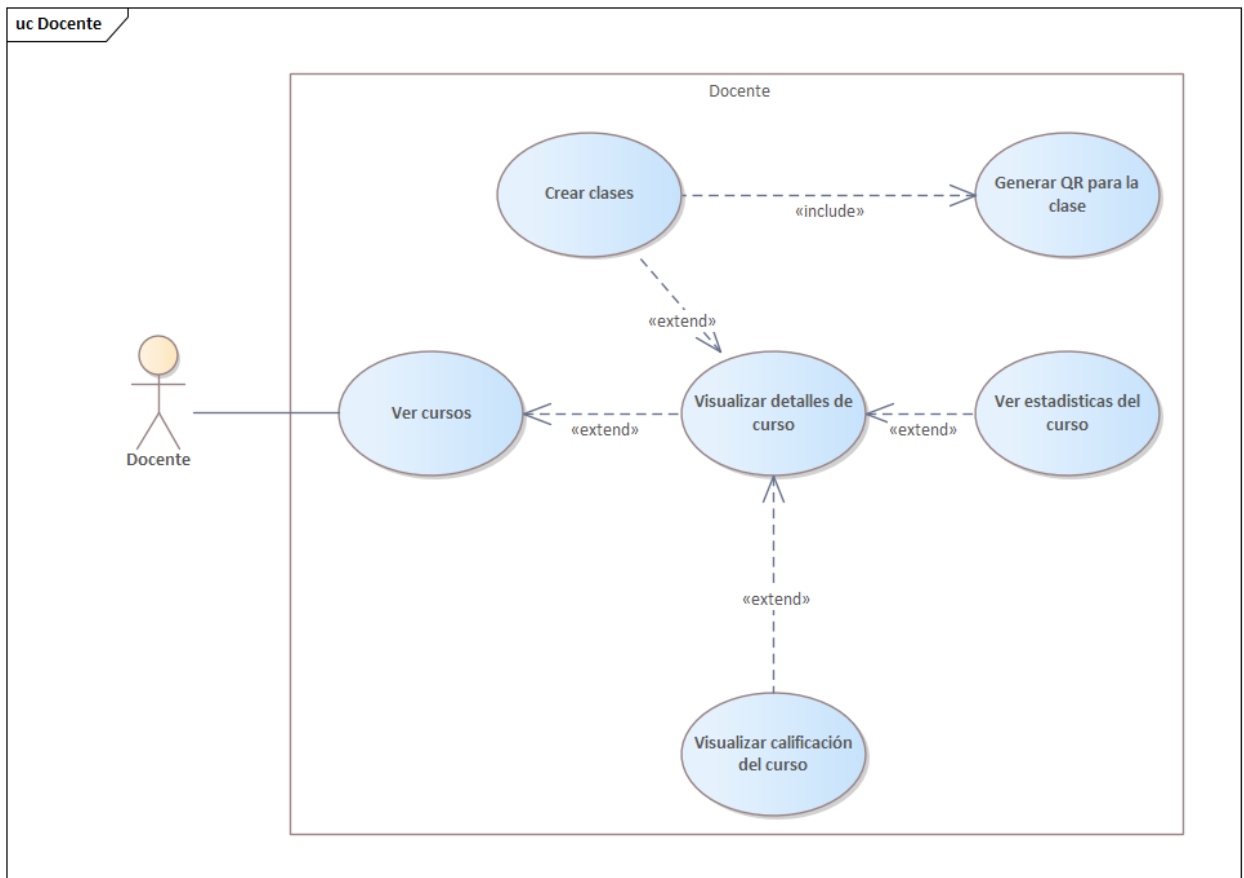 uc Docente
Docente
Crear clases
Generar QR para la
clase
«include»
«extend»
Docente
Ver cursos
«extend»
Visualizar detalles de
curso
«extend»
Ver estadisticas del
curso
«extend»
Visualizar calificación
del curso